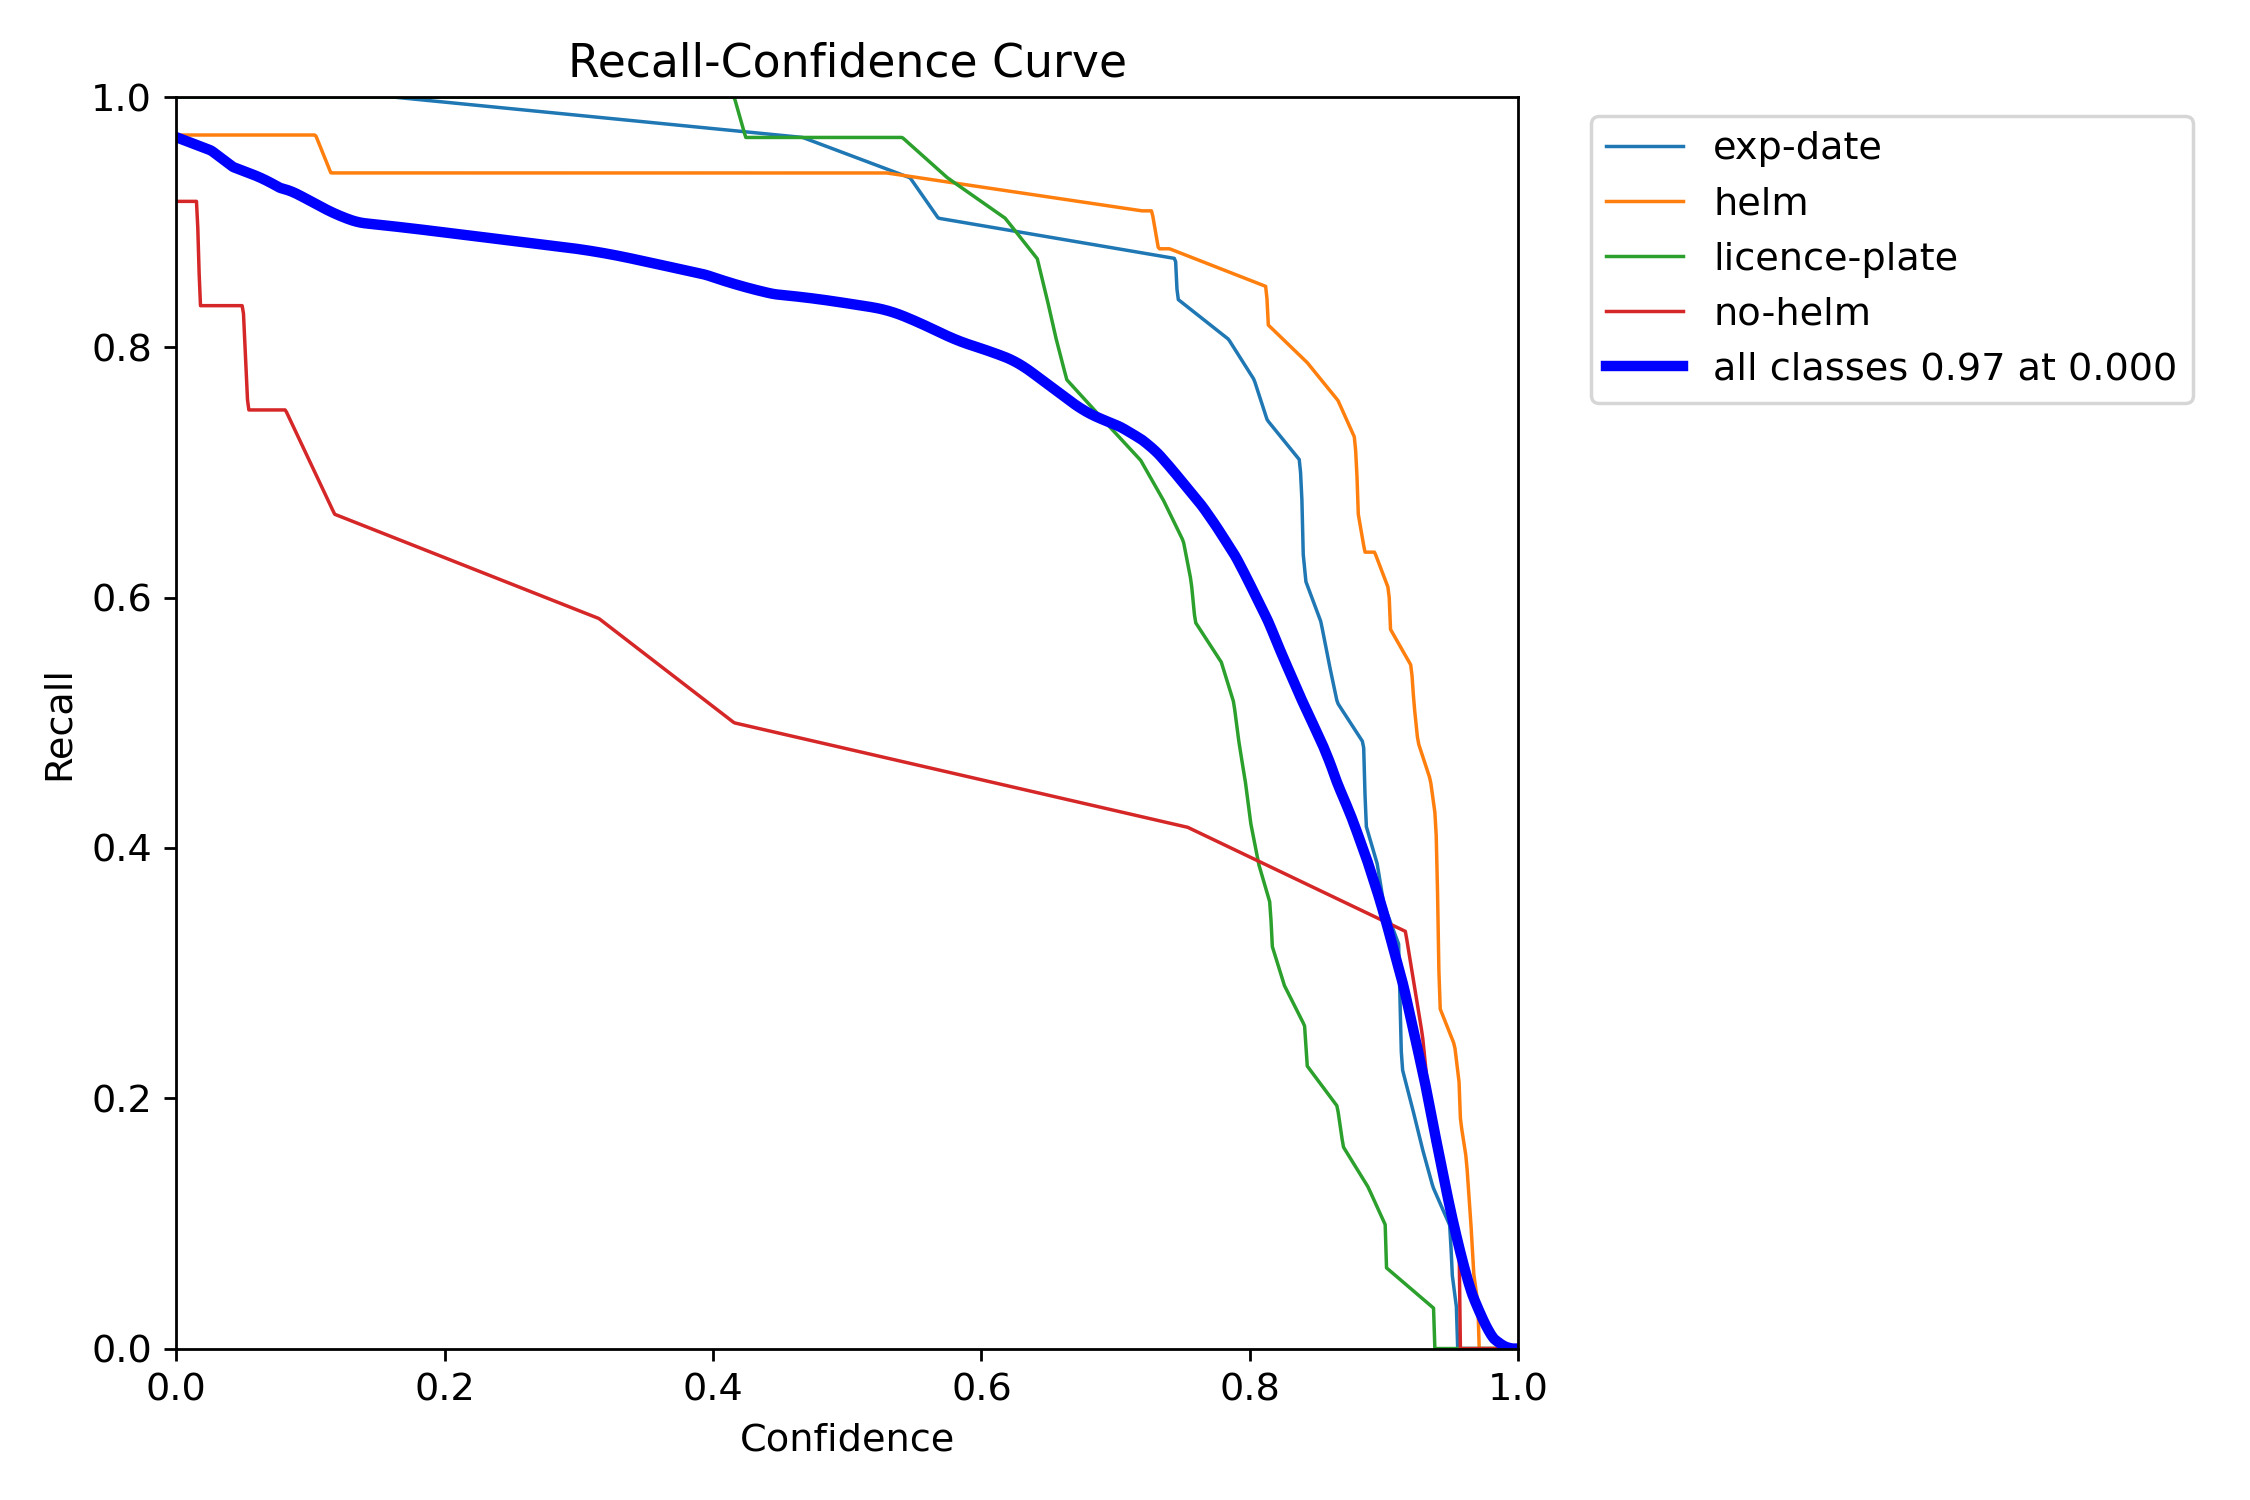 Recall-Confidence Curve
1.0
0.8
0.6
0.4
0.2
0.0
Recall
0.0 0.2 0.4 0.6 0.8 1.0
Confidence
exp-date
helm
licence-plate
no-helm
all classes 0.97 at 0.000